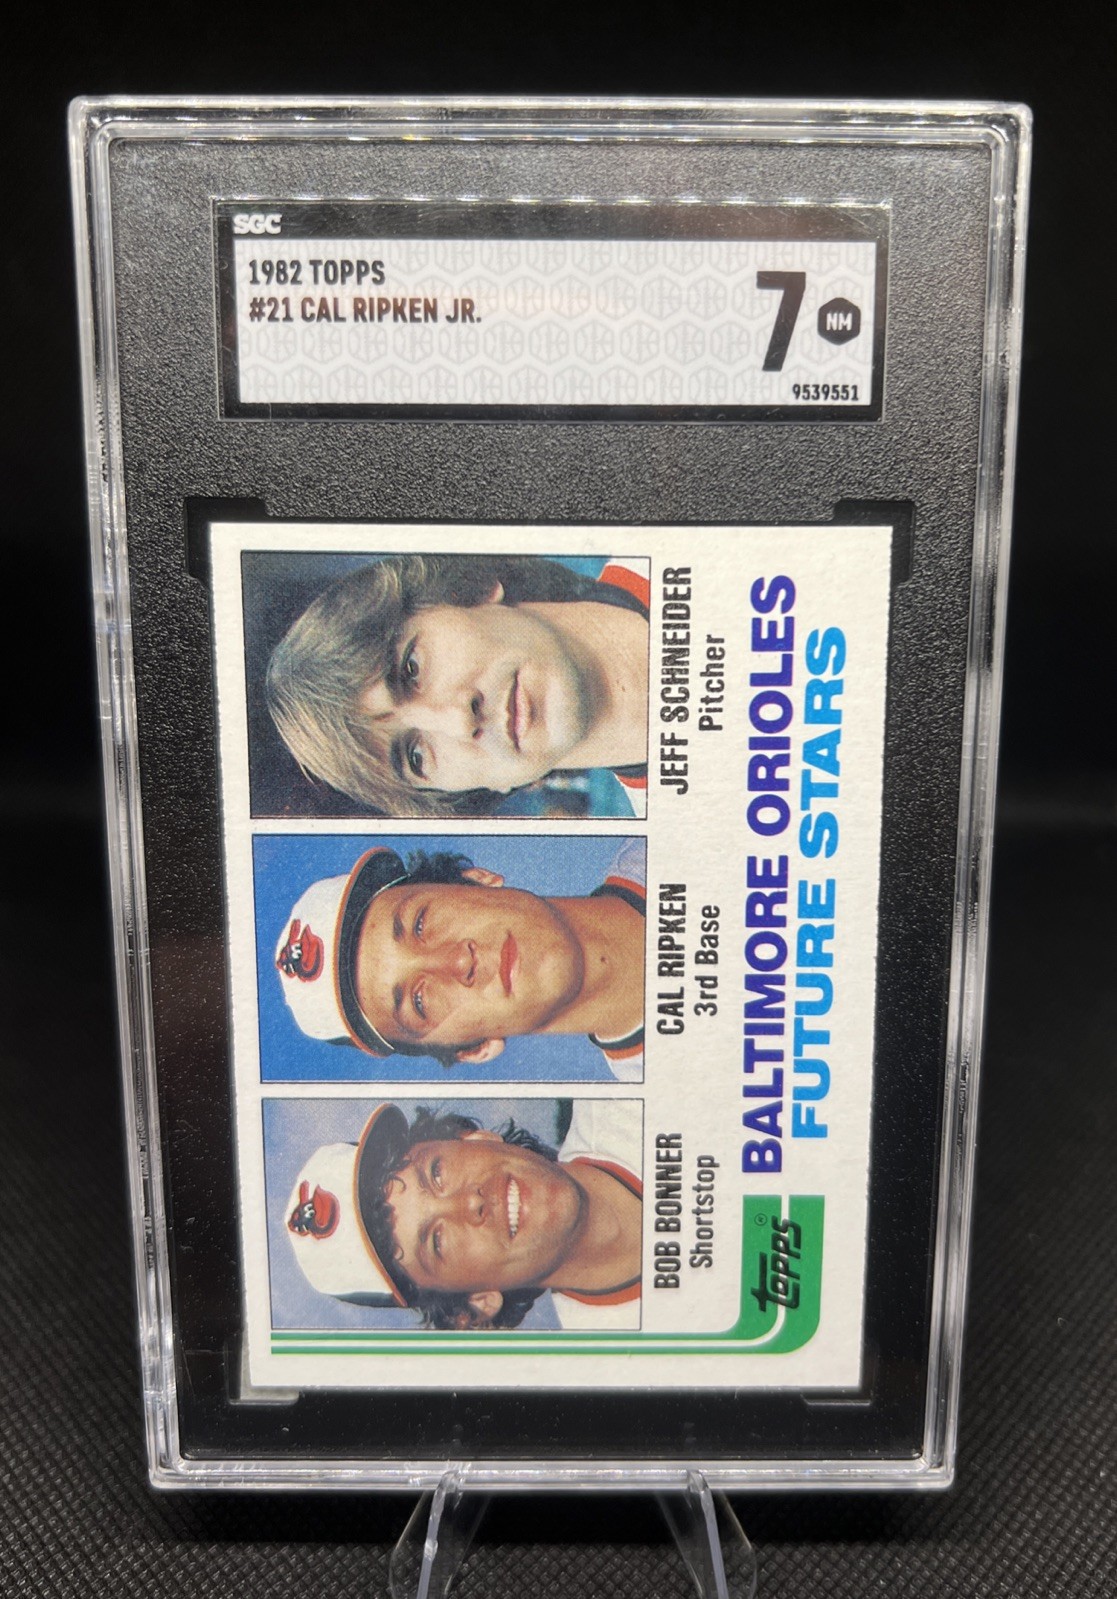 SGC
1982 TOPPS
#21 CAL RIPKEN JR.
7
NM
9539551
BOB BONNER
Shortstop
CAL RIPKEN
3rd Base
JEFF SCHNEIDER
Pitcher
Topps®
BALTIMORE ORIOLES
FUTURE STARS